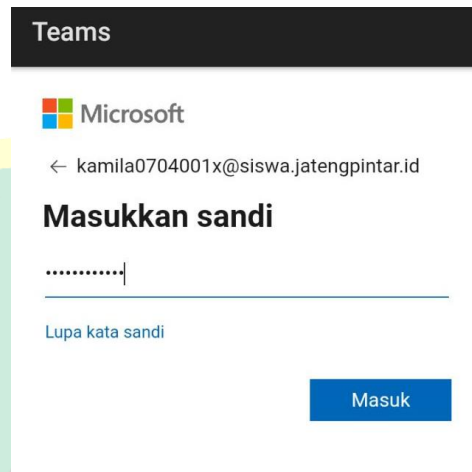 Teams
Microsoft
← kamila0704001x@siswa.jatengpintar.id
Masukkan sandi
············
Lupa kata sandi
Masuk